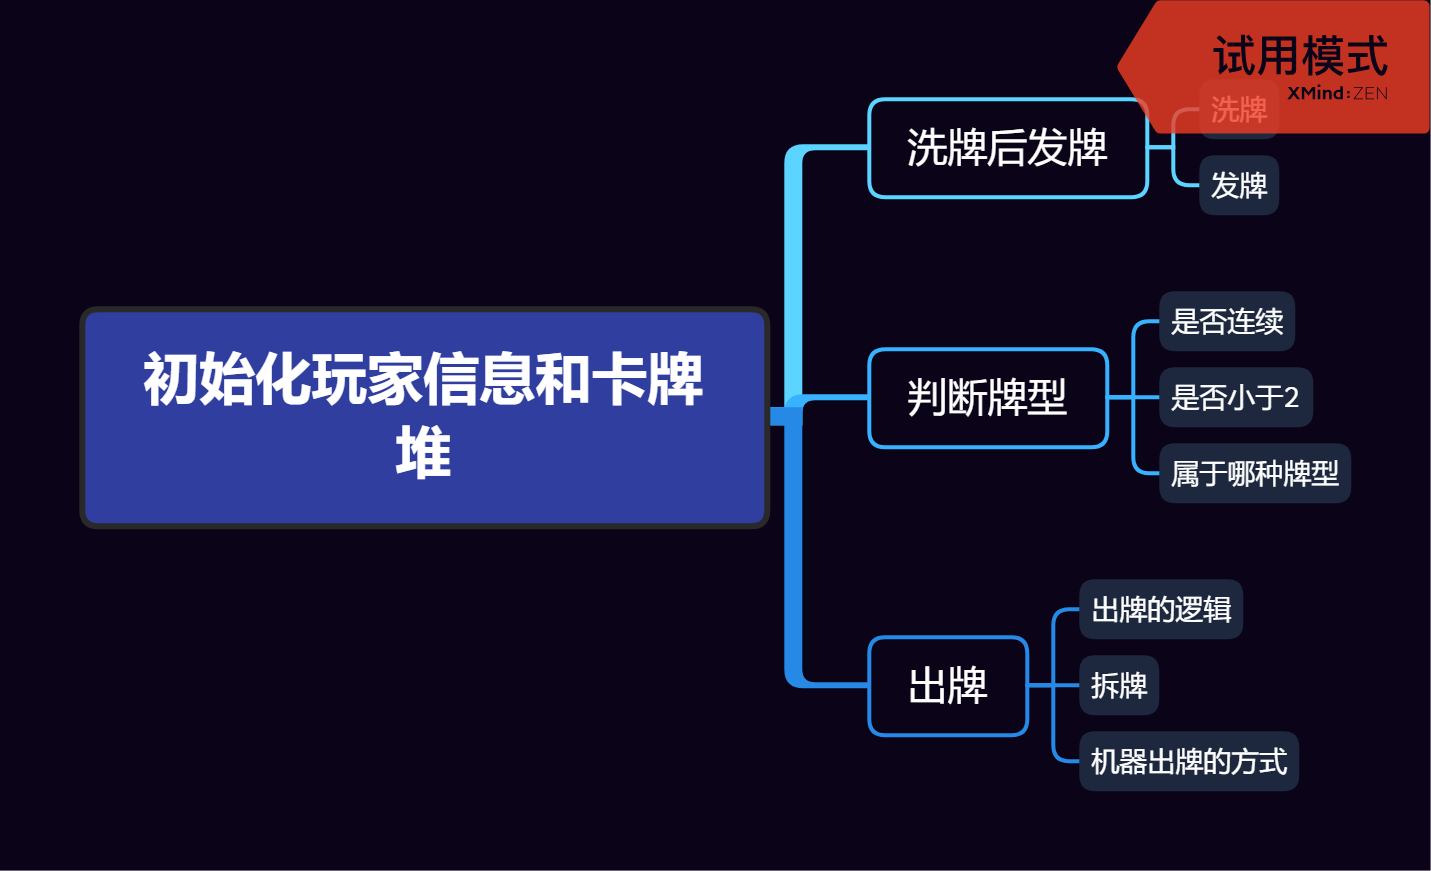 试用模式
XMind:ZEN
洗牌后发牌
洗牌
发牌
初始化玩家信息和卡牌
堆
判断牌型
是否连续
是否小于2
属于哪种牌型
出牌
出牌的逻辑
拆牌
机器出牌的方式